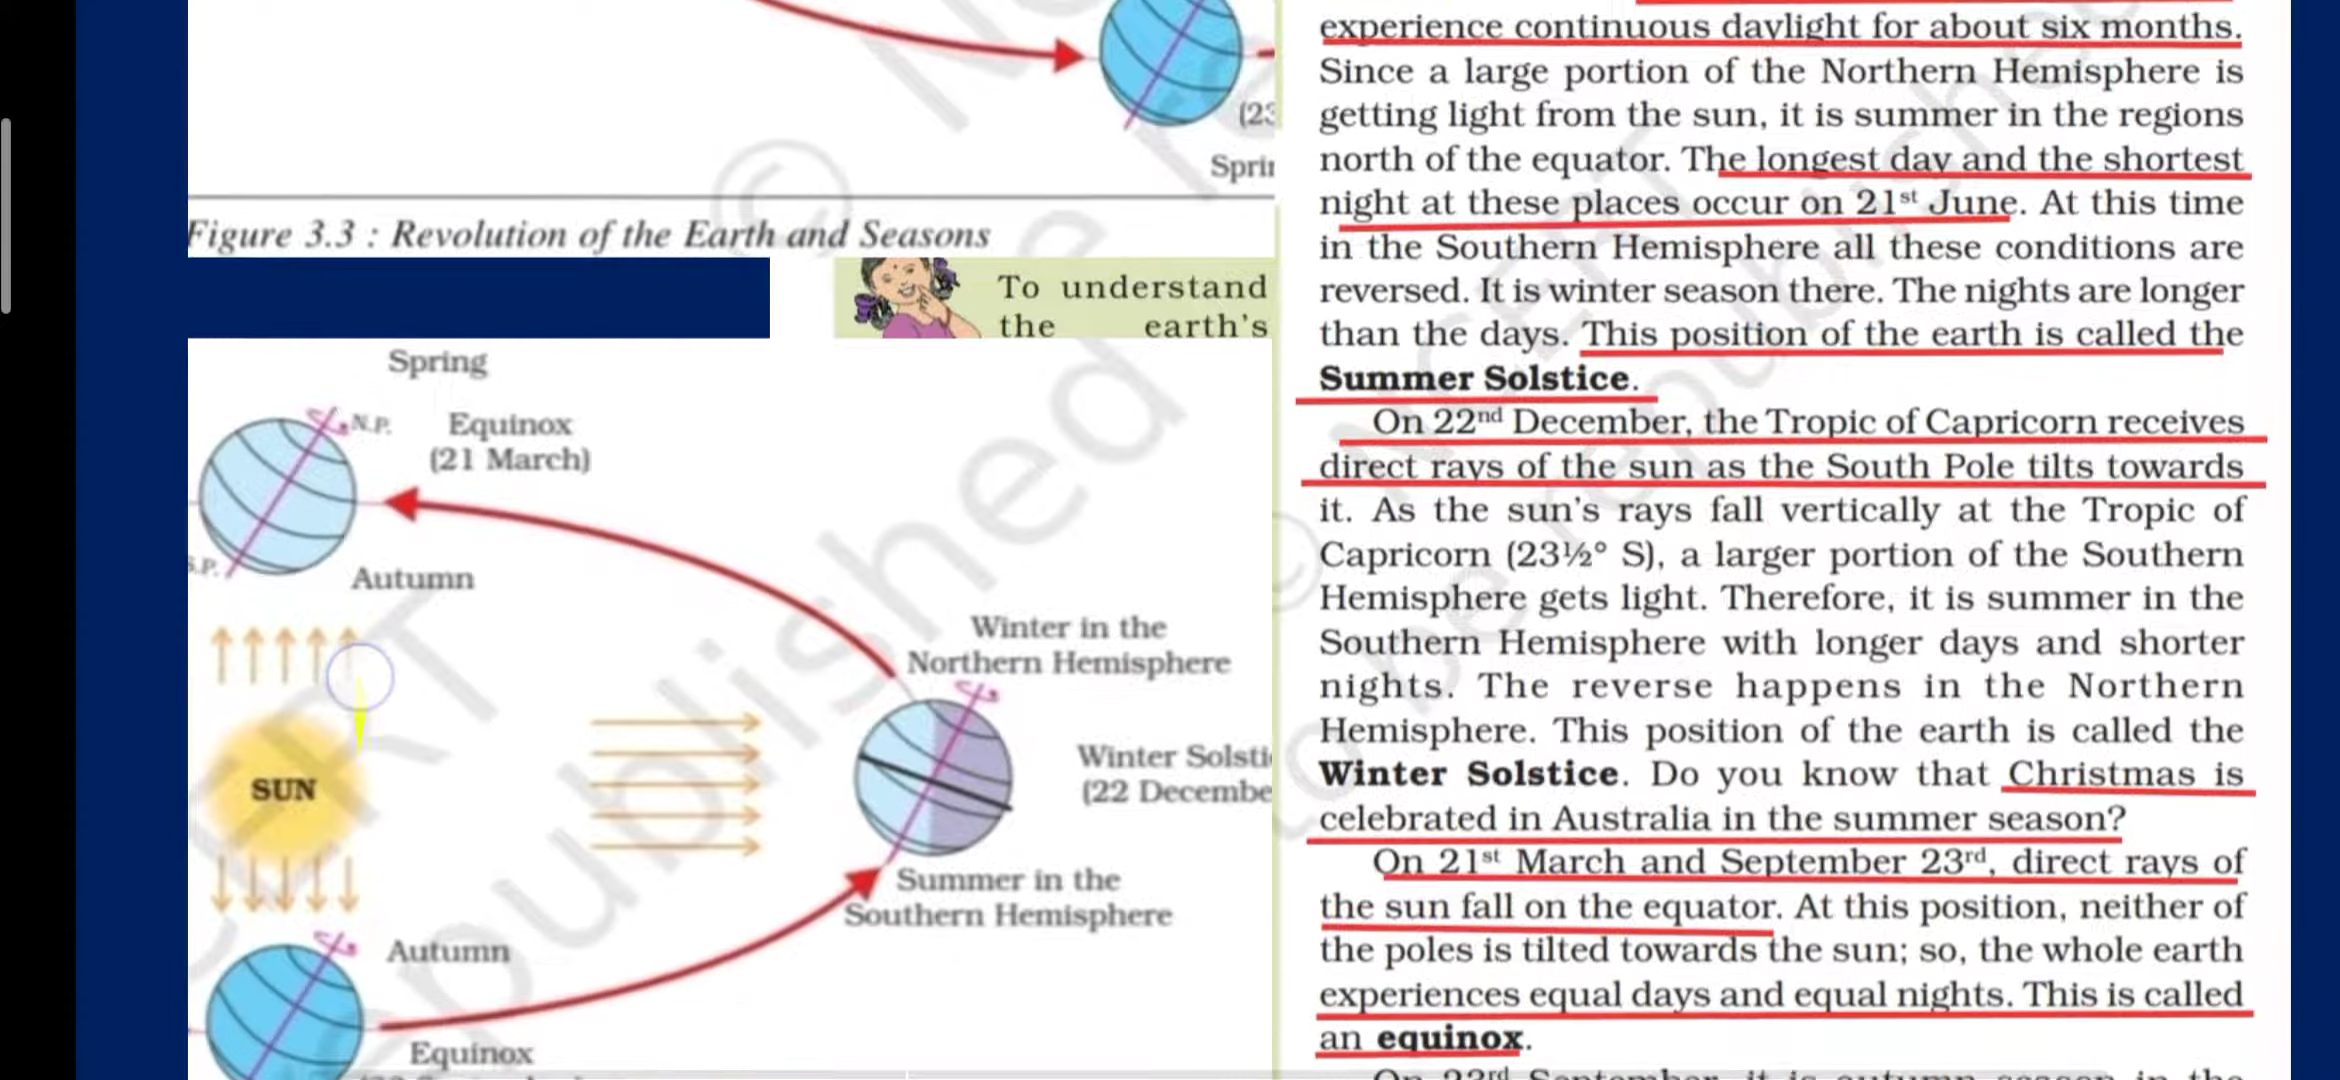 (23
Sprin
Figure 3.3 : Revolution of the Earth and Seasons
To understand
the earth's
Spring
N.P.
Equinox
(21 March)
S.P.
Autumn
Winter in the
Northern Hemisphere
SUN
Winter Solsti
(22 Decembe
Summer in the
Southern Hemisphere
Autumn
Equinox
experience continuous daylight for about six months.
Since a large portion of the Northern Hemisphere is
getting light from the sun, it is summer in the regions
north of the equator. The longest day and the shortest
night at these places occur on 21st June. At this time
in the Southern Hemisphere all these conditions are
reversed. It is winter season there. The nights are longer
than the days. This position of the earth is called the
Summer Solstice.
On 22nd December, the Tropic of Capricorn receives
direct rays of the sun as the South Pole tilts towards
it. As the sun's rays fall vertically at the Tropic of
Capricorn (23½° S), a larger portion of the Southern
Hemisphere gets light. Therefore, it is summer in the
Southern Hemisphere with longer days and shorter
nights. The reverse happens in the Northern
Hemisphere. This position of the earth is called the
Winter Solstice. Do you know that Christmas is
celebrated in Australia in the summer season?
On 21st March and September 23rd, direct rays of
the sun fall on the equator. At this position, neither of
the poles is tilted towards the sun; so, the whole earth
experiences equal days and equal nights. This is called
an equinox.